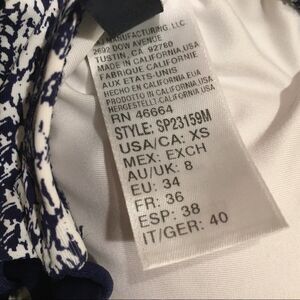 MANUFACTURING, LLC
2692 DOW AVENUE
TUSTIN, CA. 92780
MADE IN CALIFORNIA, USA
FABRIQUE CALIFORNIE
AUX ETATS-UNIS
HECHO EN CALIFORNIA EUA
PRODOTTO IN CALIFORNIA USA
HERGESTELLT-CALIFORNIA USA
RN 46664
STYLE: SP23159M
USA/CA: XS
MEX: EXCH
AU/UK: 8
EU: 34
FR: 36
ESP: 38
IT/GER: 40